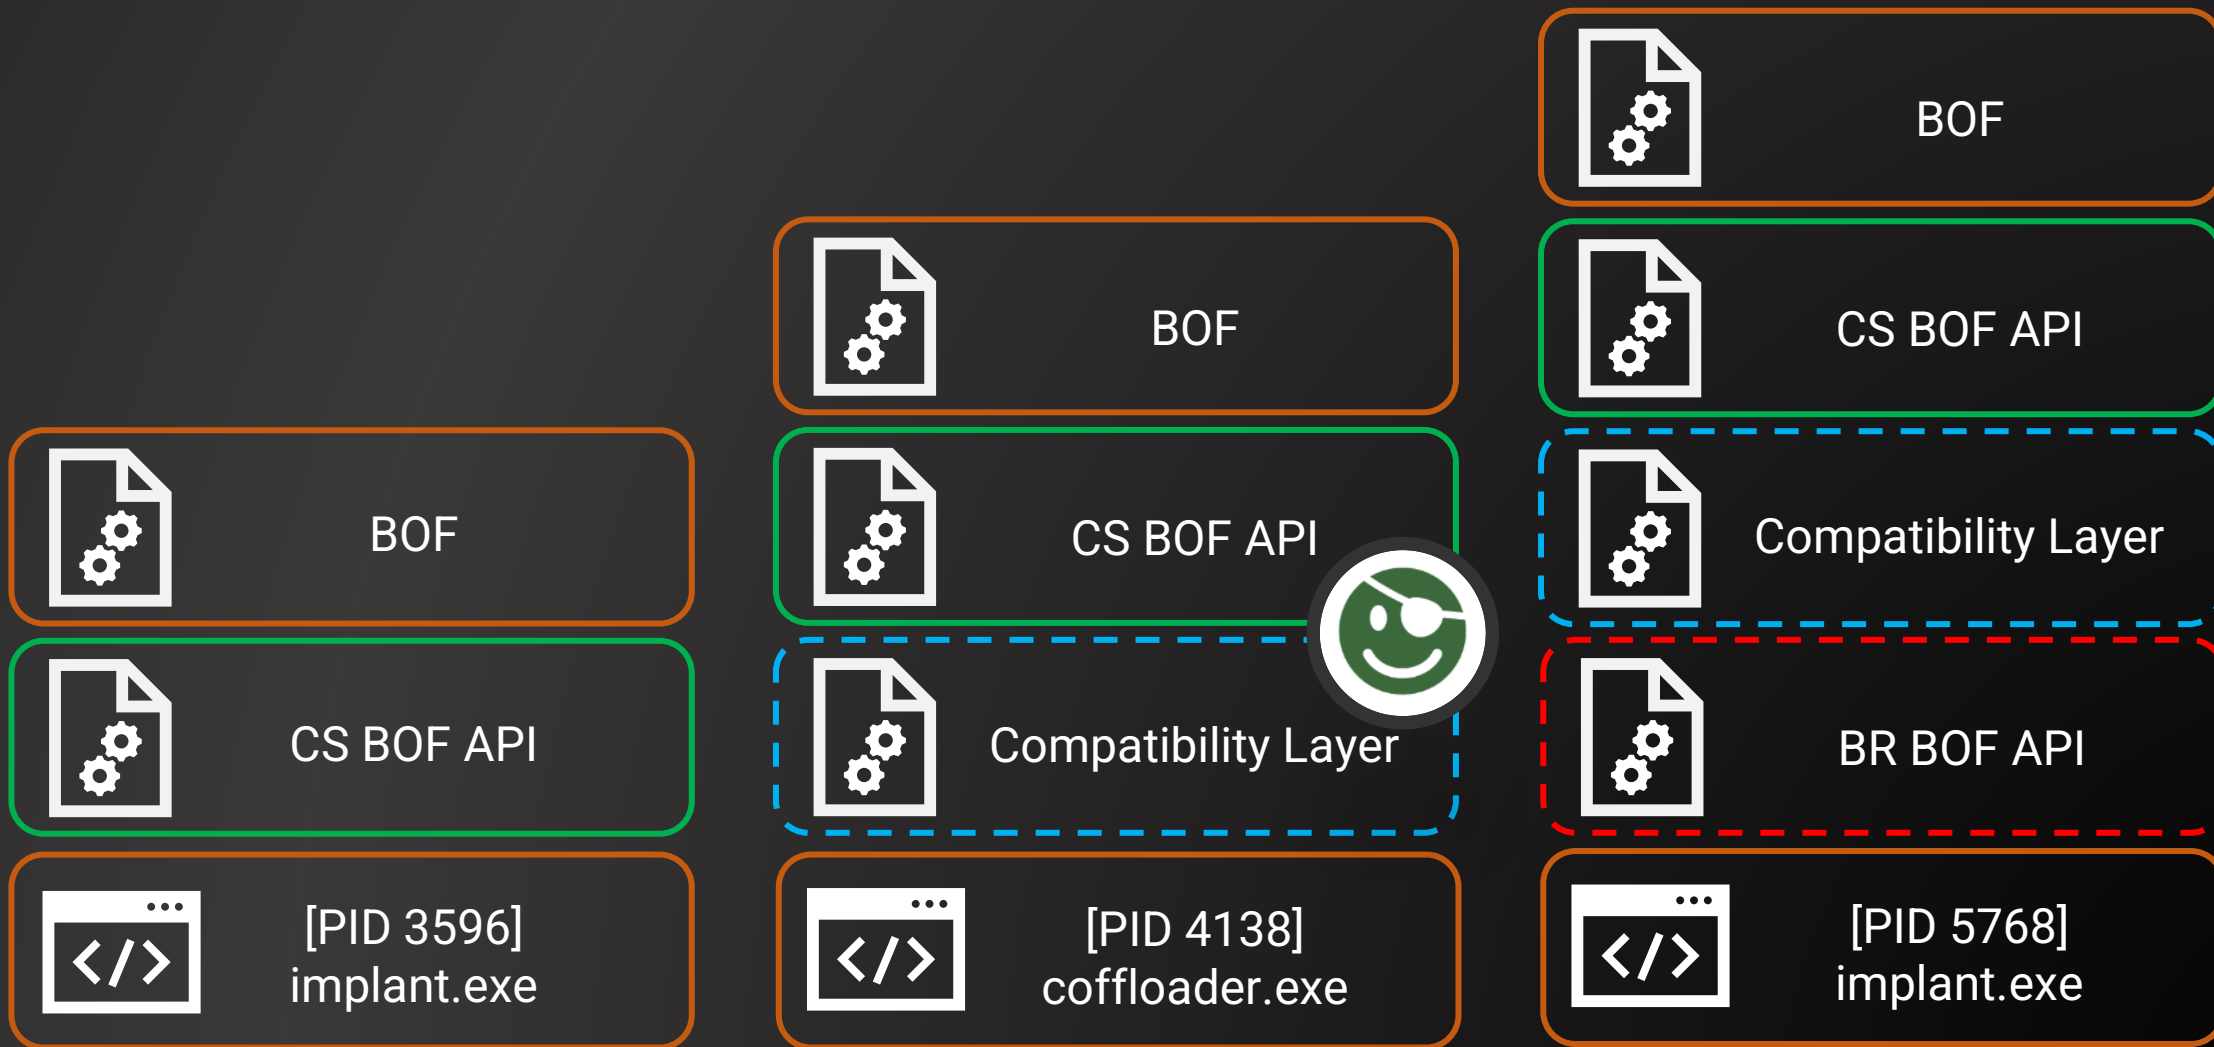 BOF
CS BOF API
[PID 3596]
implant.exe
BOF
CS BOF API
Compatibility Layer
[PID 4138]
coffloader.exe
BOF
CS BOF API
Compatibility Layer
BR BOF API
[PID 5768]
implant.exe